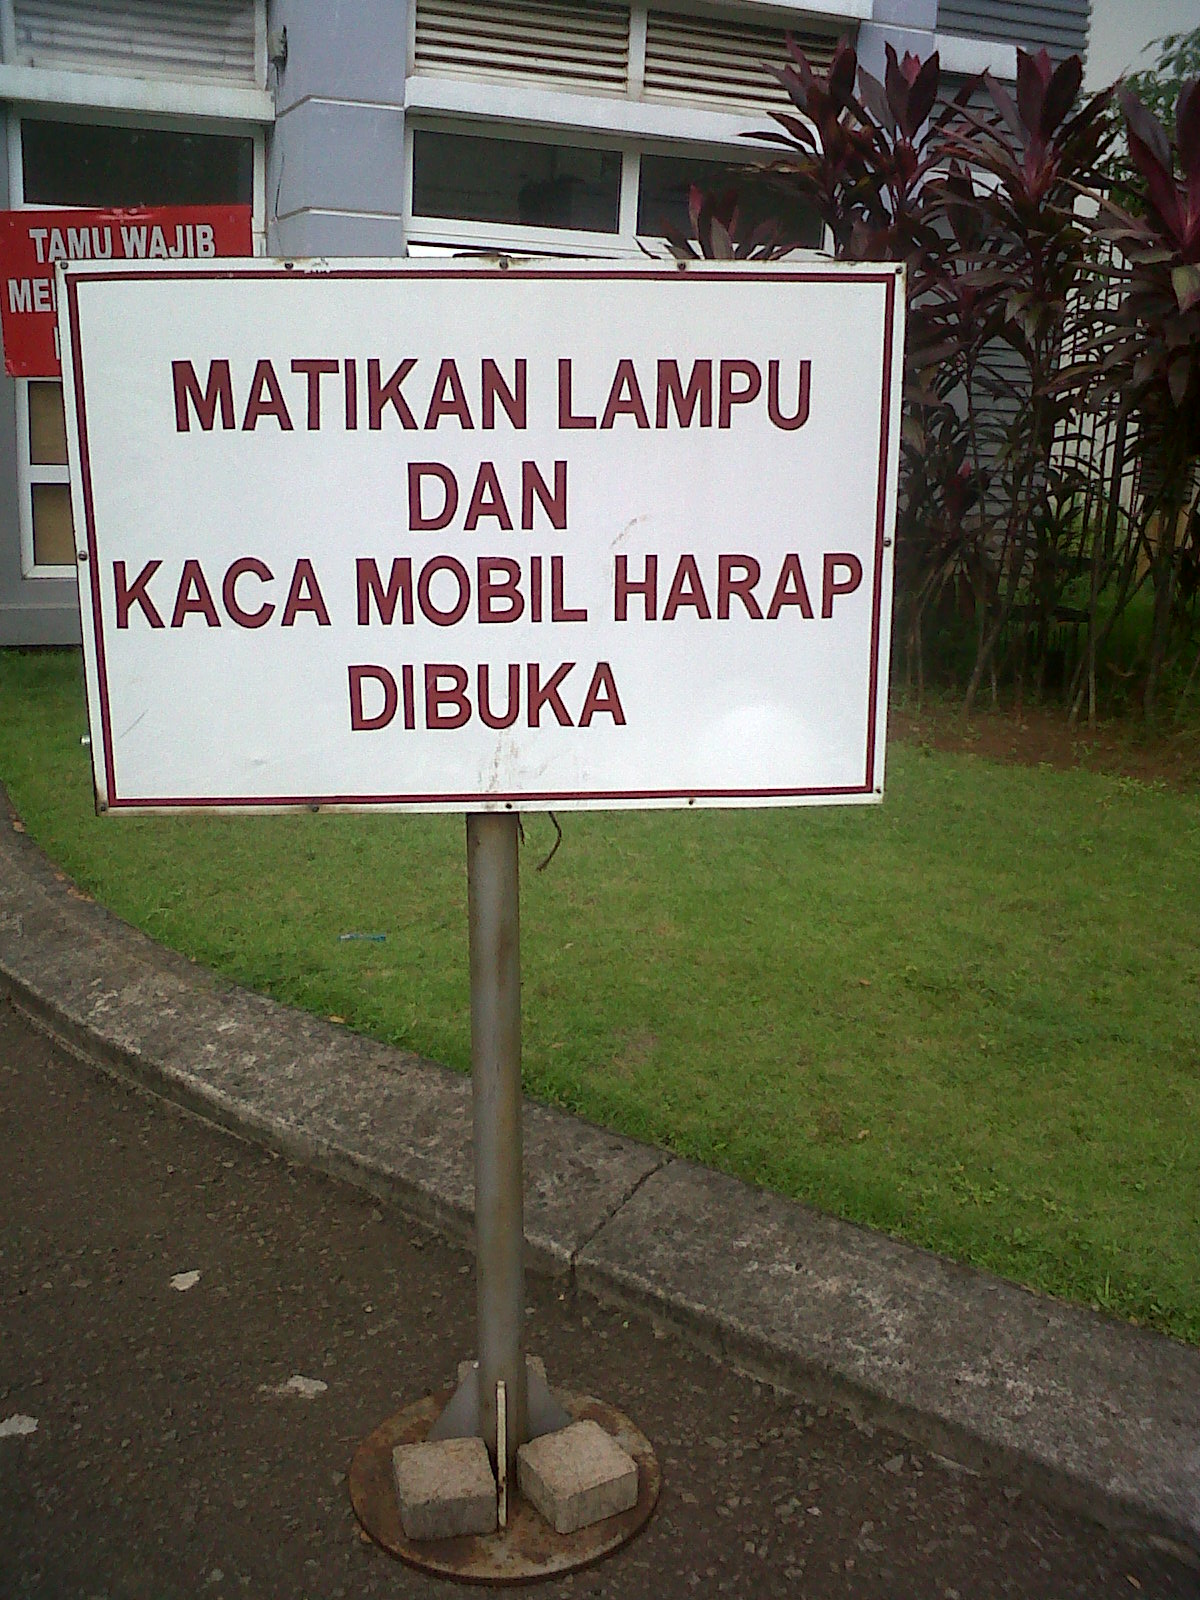 TAMU WAJIB
MATIKAN LAMPU
DAN
KACA MOBIL HARAP
DIBUKA